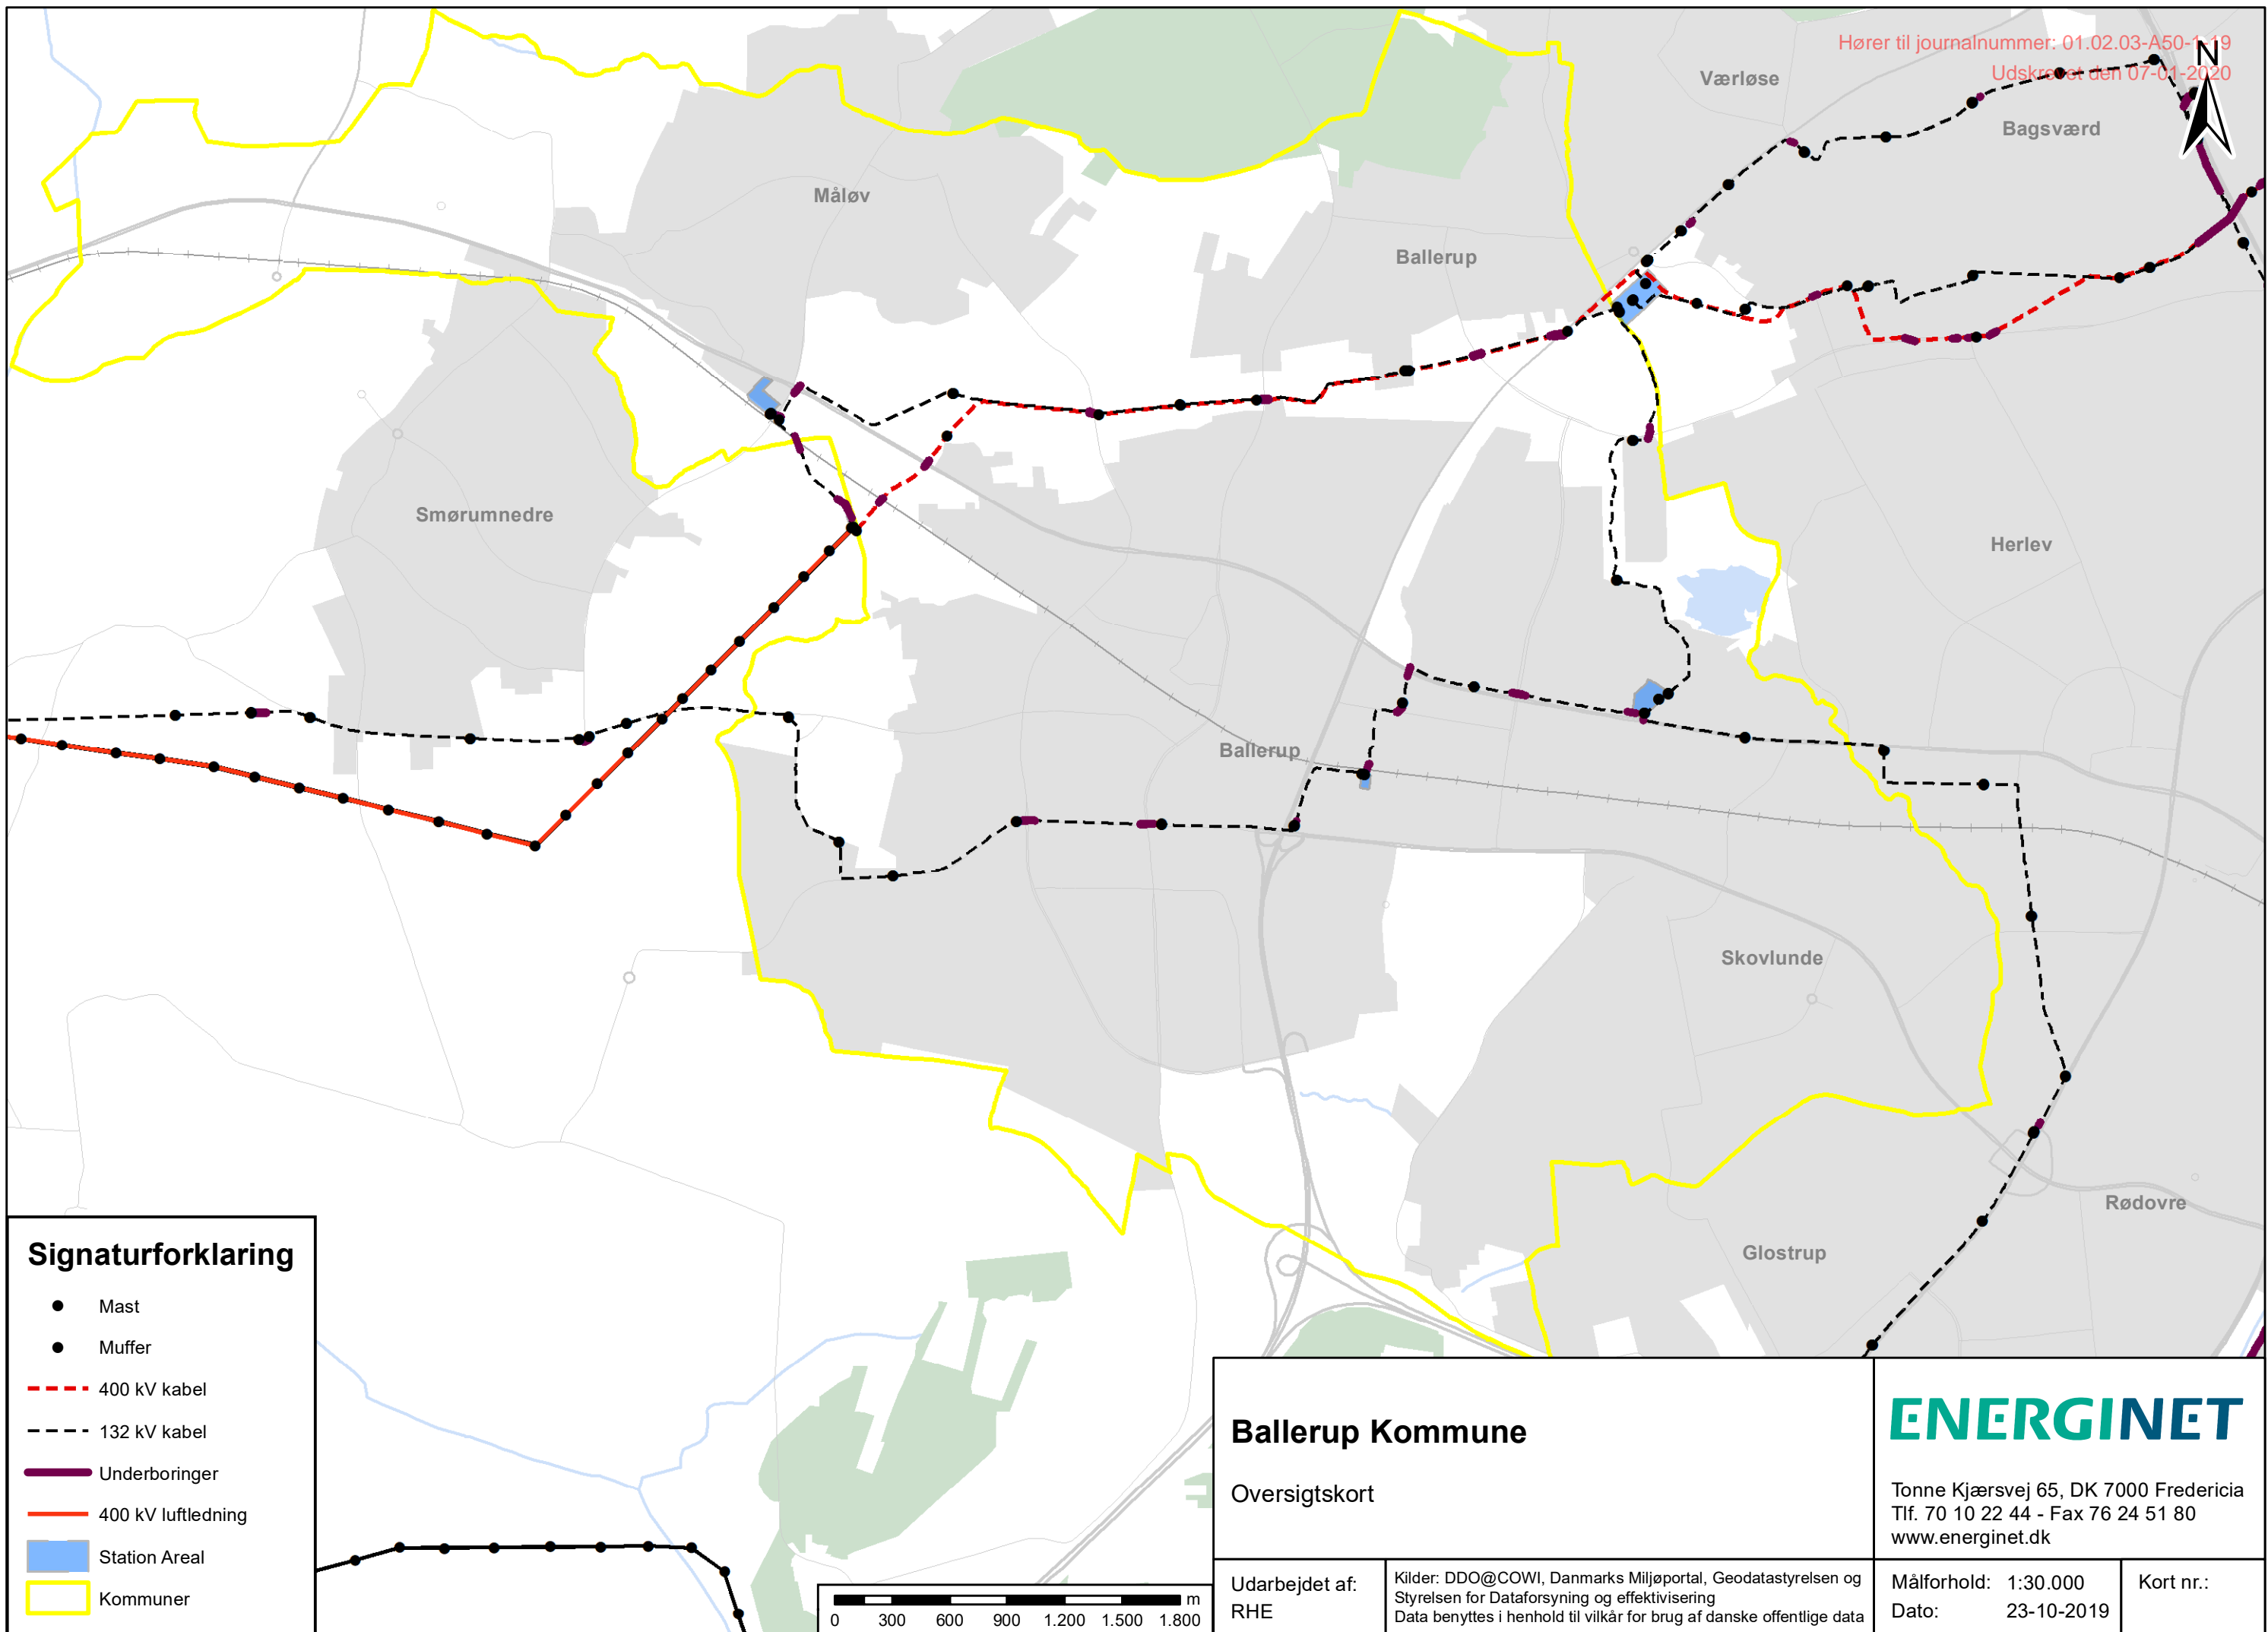 Hører til journalnummer: 01.02.03-A50-1-19
Udskrevet den 07-01-2020
N
Værløse
Bagsværd
Måløv
Ballerup
Smørumnedre
Herlev
Ballerup
Skovlunde
Rødovre
Glostrup
Signaturforklaring
Mast
Muffer
400 kV kabel
132 kV kabel
Underboringer
400 kV luftledning
Station Areal
Kommuner
m
0 300 600 900 1.200 1.500 1.800
Ballerup Kommune
Oversigtskort
Udarbejdet af:
RHE
Kilder: DDO@COWI, Danmarks Miljøportal, Geodatastyrelsen og
Styrelsen for Dataforsyning og effektivisering
Data benyttes i henhold til vilkår for brug af danske offentlige data
ENERGINET
Tonne Kjærsvej 65, DK 7000 Fredericia
Tlf. 70 10 22 44 - Fax 76 24 51 80
www.energinet.dk
Målforhold: 1:30.000
Dato: 23-10-2019
Kort nr.: